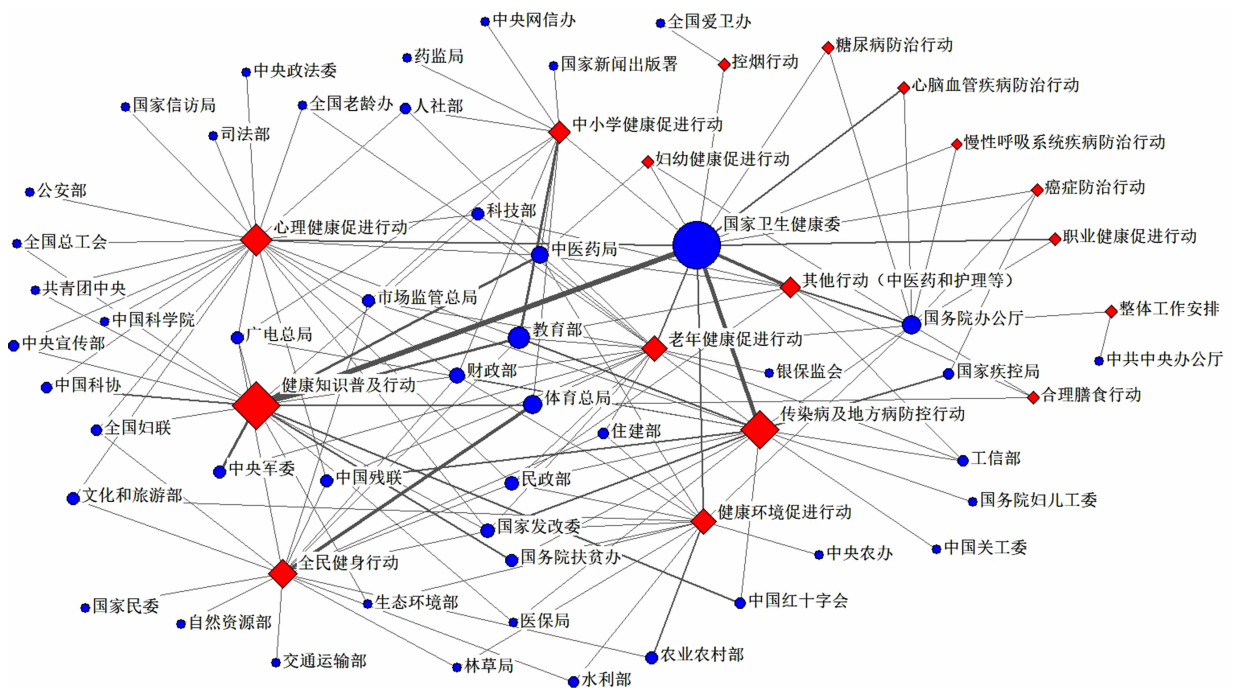 中央网信办
全国爱卫办
糖尿病防治行动
药监局
国家新闻出版署
控烟行动
中央政法委
心脑血管疾病防治行动
国家信访局
全国老龄办
人社部
司法部
中小学健康促进行动
慢性呼吸系统疾病防治行动
妇幼健康促进行动
公安部
癌症防治行动
科技部
心理健康促进行动
国家卫生健康委
职业健康促进行动
全国总工会
中医药局
其他行动（中医药和护理等）
共青团中央
市场监管总局
整体工作安排
中国科学院
国务院办公厅
广电总局
教育部
老年健康促进行动
中央宣传部
中共中央办公厅
财政部
银保监会
国家疾控局
中国科协
健康知识普及行动
体育总局
合理膳食行动
传染病及地方病防控行动
全国妇联
住建部
中央军委
工信部
中国残联
民政部
文化和旅游部
国务院妇儿工委
健康环境促进行动
国家发改委
中国关工委
中央农办
国务院扶贫办
全民健身行动
生态环境部
中国红十字会
国家民委
自然资源部
医保局
农业农村部
交通运输部
林草局
水利部